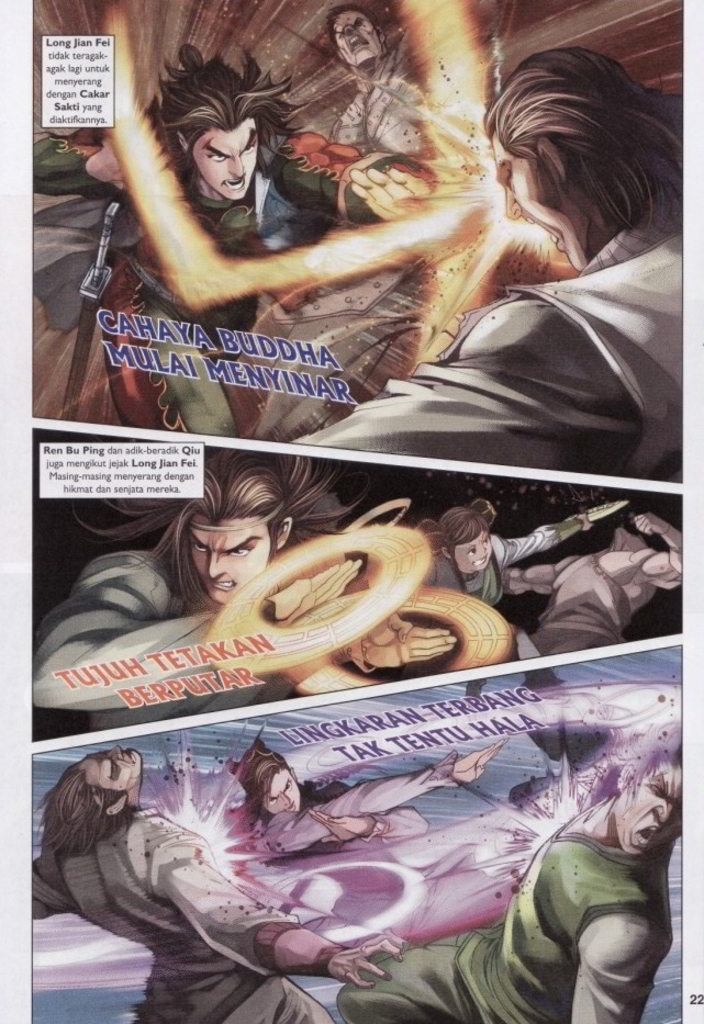 Long Jian Fei
tidak teragak-
agak lagi untuk
menyerang
dengan Cakar
Sakti yang
diaktifkannya.
CAHAYA BUDDHA
MULAI MENYINAR
Ren Bu Ping dan adik-beradik Qiu
juga mengikut jejak Long Jian Fei.
Masing-masing menyerang dengan
hikmat dan senjata mereka.
TUJUH TETAKAN
BERPUTAR
LINGKARAN TERBANG
TAK TENTU HALA
22